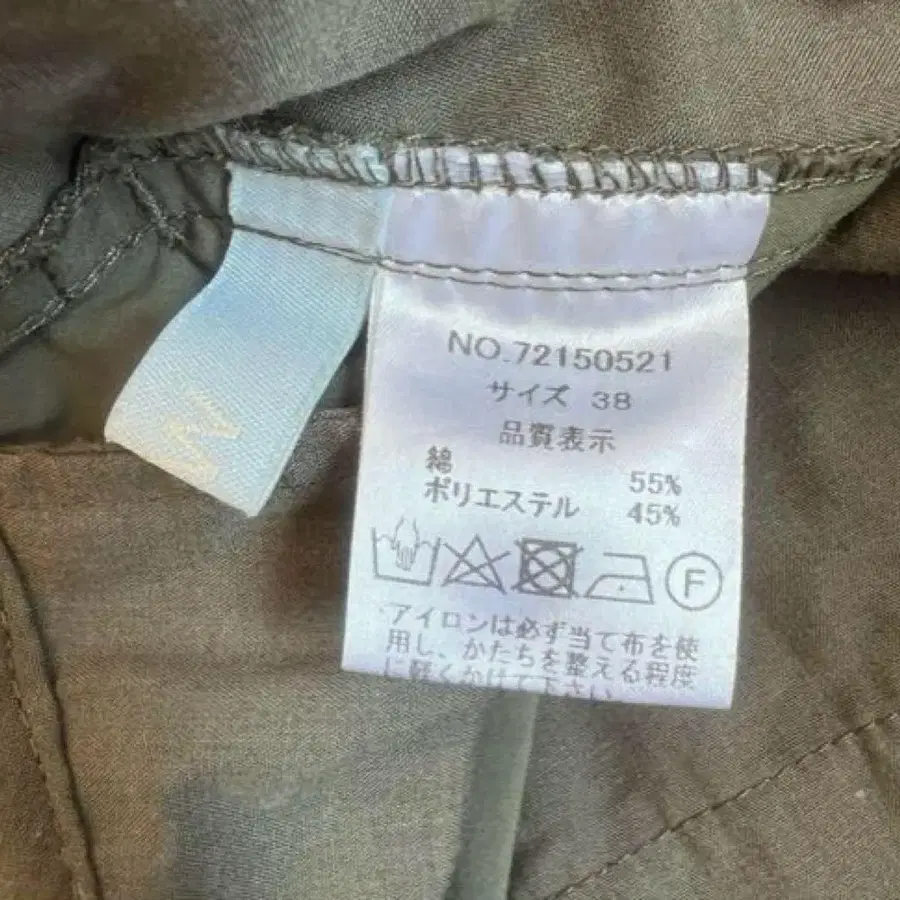 M
NO.72150521
サイズ 38
品質表示
綿 55%
ポリエステル 45%
F
・アイロンは必ず当て布を使
用し、かたちを整える程度
に軽くかけて下さい。